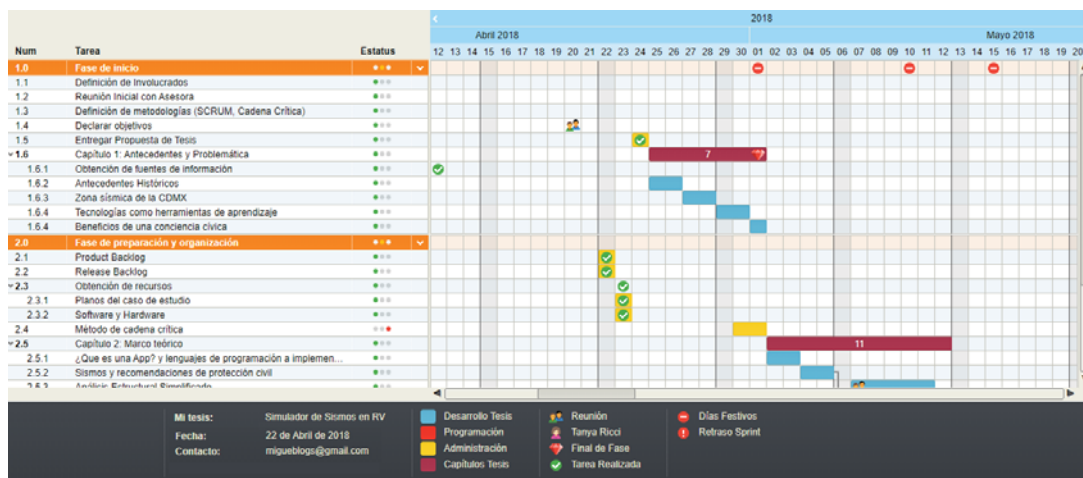 2018
Abril 2018 Mayo 2018
Num Tarea Estatus 12 13 14 15 16 17 18 19 20 21 22 23 24 25 26 27 28 29 30 01 02 03 04 05 06 07 08 09 10 11 12 13 14 15 16 17 18 19 20
1.0 Fase de inicio
1.1 Definición de Involucrados
1.2 Reunión Inicial con Asesora
1.3 Definición de metodologías (SCRUM, Cadena Crítica)
1.4 Declarar objetivos
1.5 Entregar Propuesta de Tesis
1.6 Capítulo 1: Antecedentes y Problemática 7
1.6.1 Obtención de fuentes de información
1.6.2 Antecedentes Históricos
1.6.3 Zona sísmica de la CDMX
1.6.4 Tecnologías como herramientas de aprendizaje
1.6.4 Beneficios de una conciencia cívica
2.0 Fase de preparación y organización
2.1 Product Backlog
2.2 Release Backlog
2.3 Obtención de recursos
2.3.1 Planos del caso de estudio
2.3.2 Software y Hardware
2.4 Método de cadena crítica
2.5 Capítulo 2: Marco teórico 11
2.5.1 ¿Que es una App? y lenguajes de programación a implemen...
2.5.2 Sismos y recomendaciones de protección civil
2.5.3 Análisis Estructural Simplificado
Mi tesis: Simulador de Sismos en RV
Fecha: 22 de Abril de 2018
Contacto: migueblogs@gmail.com
Desarrollo Tesis
Programación
Administración
Capítulos Tesis
Reunión
Tanya Ricci
Final de Fase
Tarea Realizada
Días Festivos
Retraso Sprint